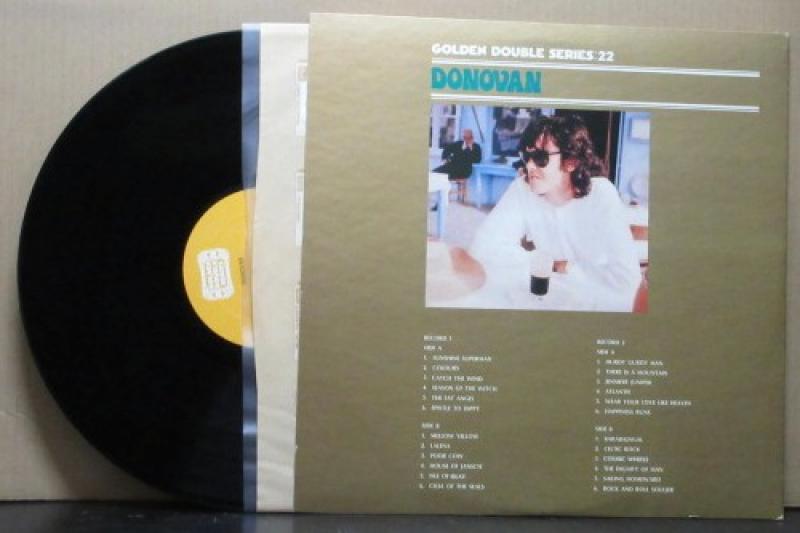 GOLDEN DOUBLE SERIES 22
DONOVAN
RECORD 1
SIDE A
1. SUNSHINE SUPERMAN
2. COLOURS
3. CATCH THE WIND
4. SEASON OF THE WITCH
5. THE FAT ANGEL
6. EPISTLE TO DIPPY
SIDE B
1. MELLOW YELLOW
2. LALENA
3. POOR COW
4. HOUSE OF JANSCH
5. ISLE OF ISLAY
6. CELIA OF THE SEALS
RECORD 2
SIDE A
1. HURDY GURDY MAN
2. THERE IS A MOUNTAIN
3. JENNIFER JUNIPER
4. ATLANTIS
5. WEAR YOUR LOVE LIKE HEAVEN
6. HAPPINESS RUNS
SIDE B
1. BARABAJAGAL
2. CELTIC ROCK
3. COSMIC WHEELS
4. THE DIGNITY OF MAN
5. SAILING HOMEWARD
6. ROCK AND ROLL SOULJER